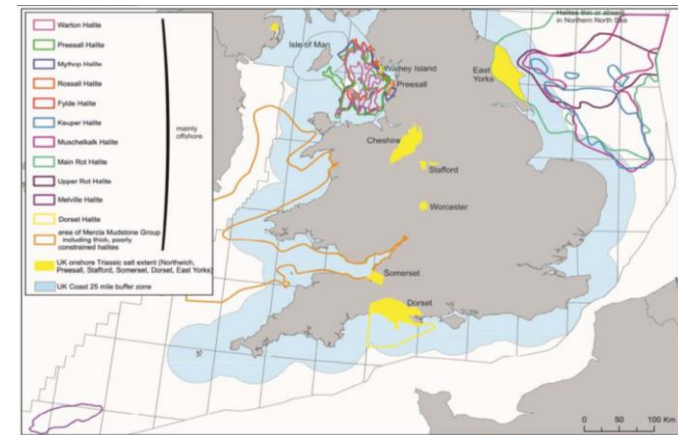 Warton Halite
Preesall Halite
Mythop Halite
Rossall Halite
Fylde Halite
Keuper Halite
Muschelkalk Halite
Main Rot Halite
Upper Rot Halite
Melville Halite
Dorset Halite
area of Mercia Mudstone Group
including thick, poorly
constrained halites
UK onshore Triassic salt extent (Northwich,
Preesall, Stafford, Somerset, Dorset, East Yorks)
UK Coast 25 mile buffer zone
mainly
offshore
Isle of Man
Walney Island
Preesall
East
Yorks
Halites thin or absent
in Northern North Sea
Cheshire
Stafford
Worcester
Somerset
Dorset
0 50 100 Km